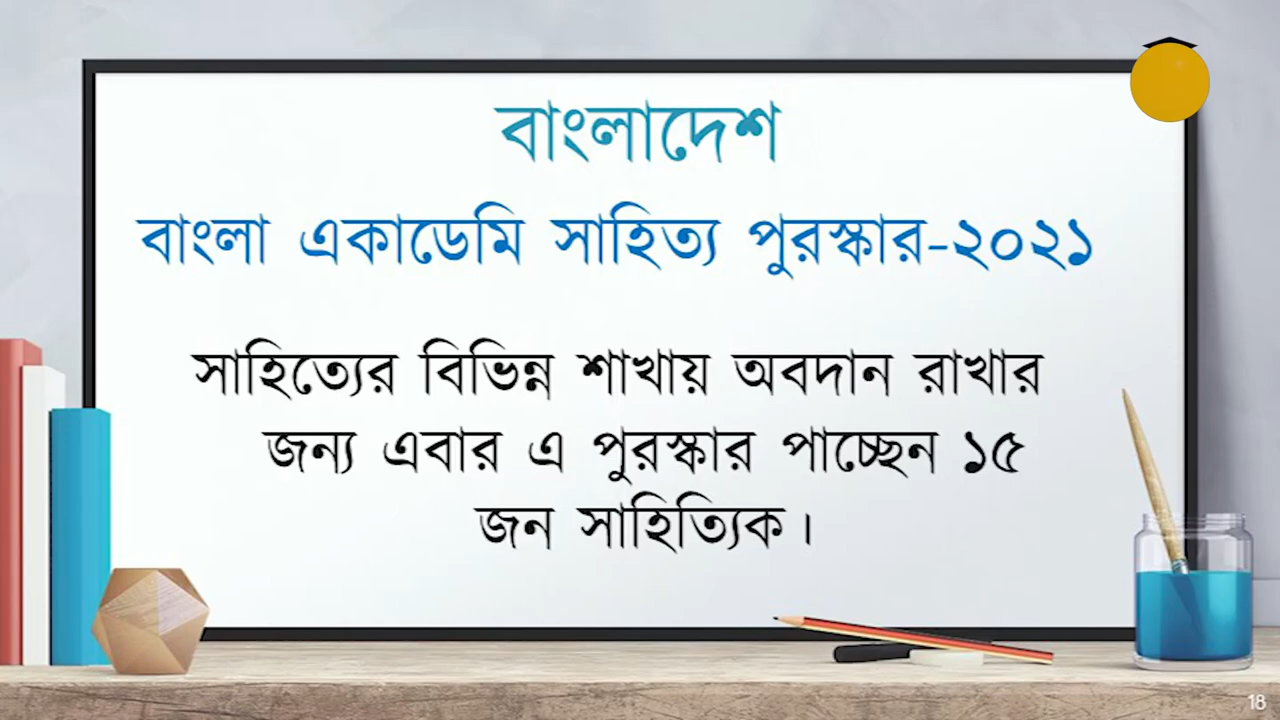 বাংলাদেশ
বাংলা একাডেমি সাহিত্য পুরস্কার-২০২১
সাহিত্যের বিভিন্ন শাখায় অবদান রাখার
জন্য এবার এ পুরস্কার পাচ্ছেন ১৫
জন সাহিত্যিক।
18